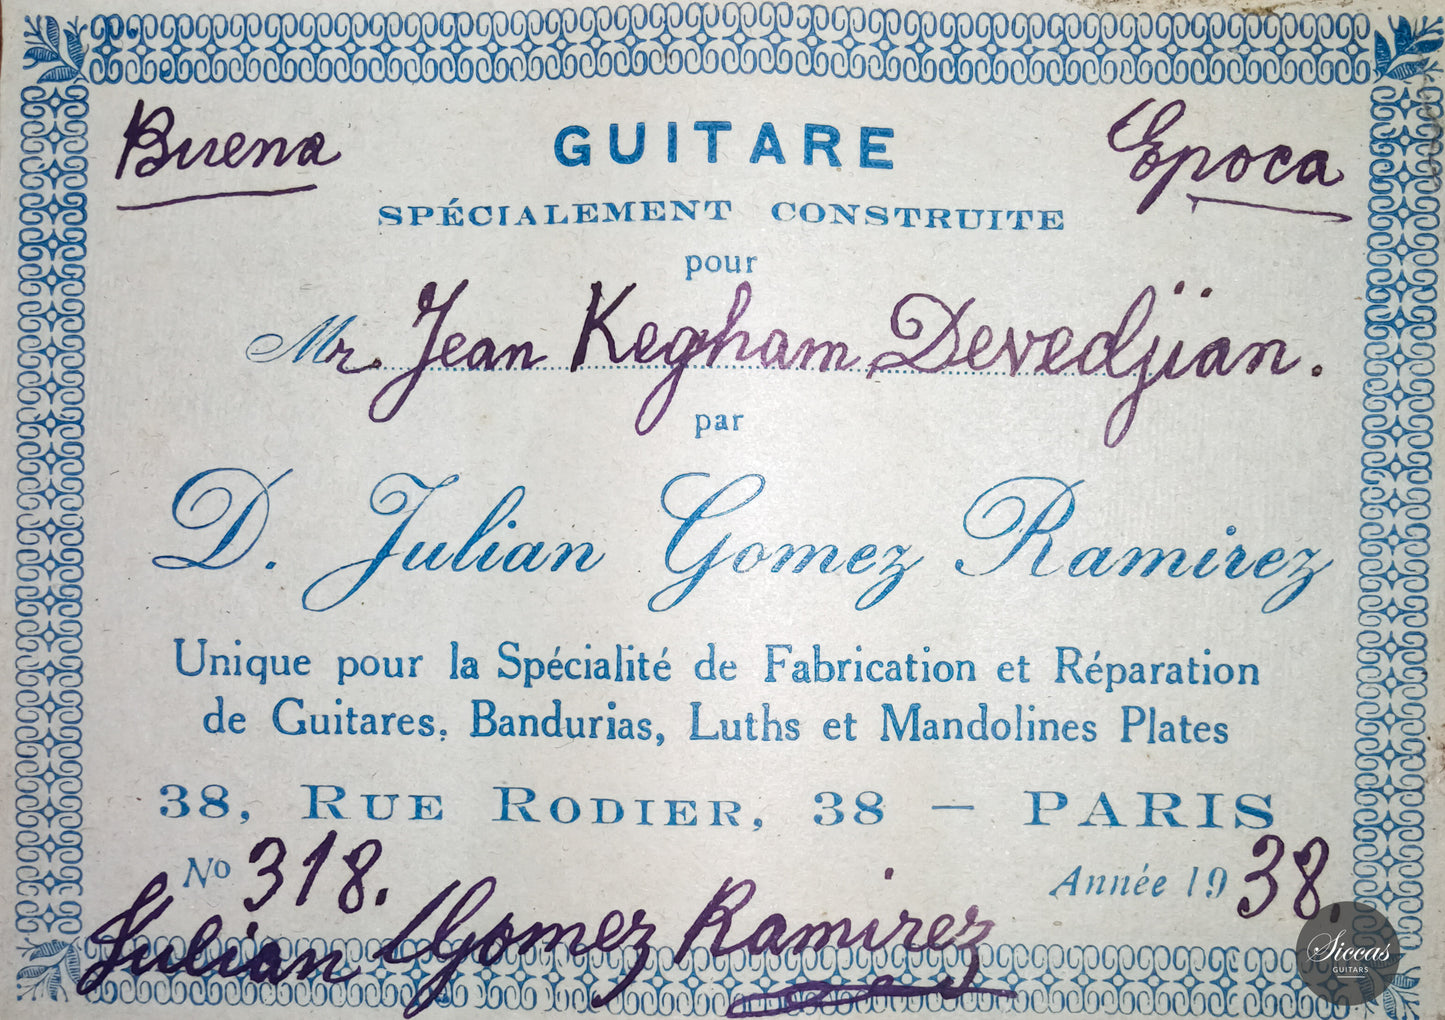 Buena GUITARE Epoca
SPÉCIALEMENT CONSTRUITE
pour
Mr. Jean Kegham Devedjïan.
par
D. Julian Gomez Ramirez
Unique pour la Spécialité de Fabrication et Réparation
de Guitares, Bandurias, Luths et Mandolines Plates
38, RUE RODIER, 38 — PARIS
No 318. Année 1938.
Julian Gomez Ramirez
Siccas
GUITARS